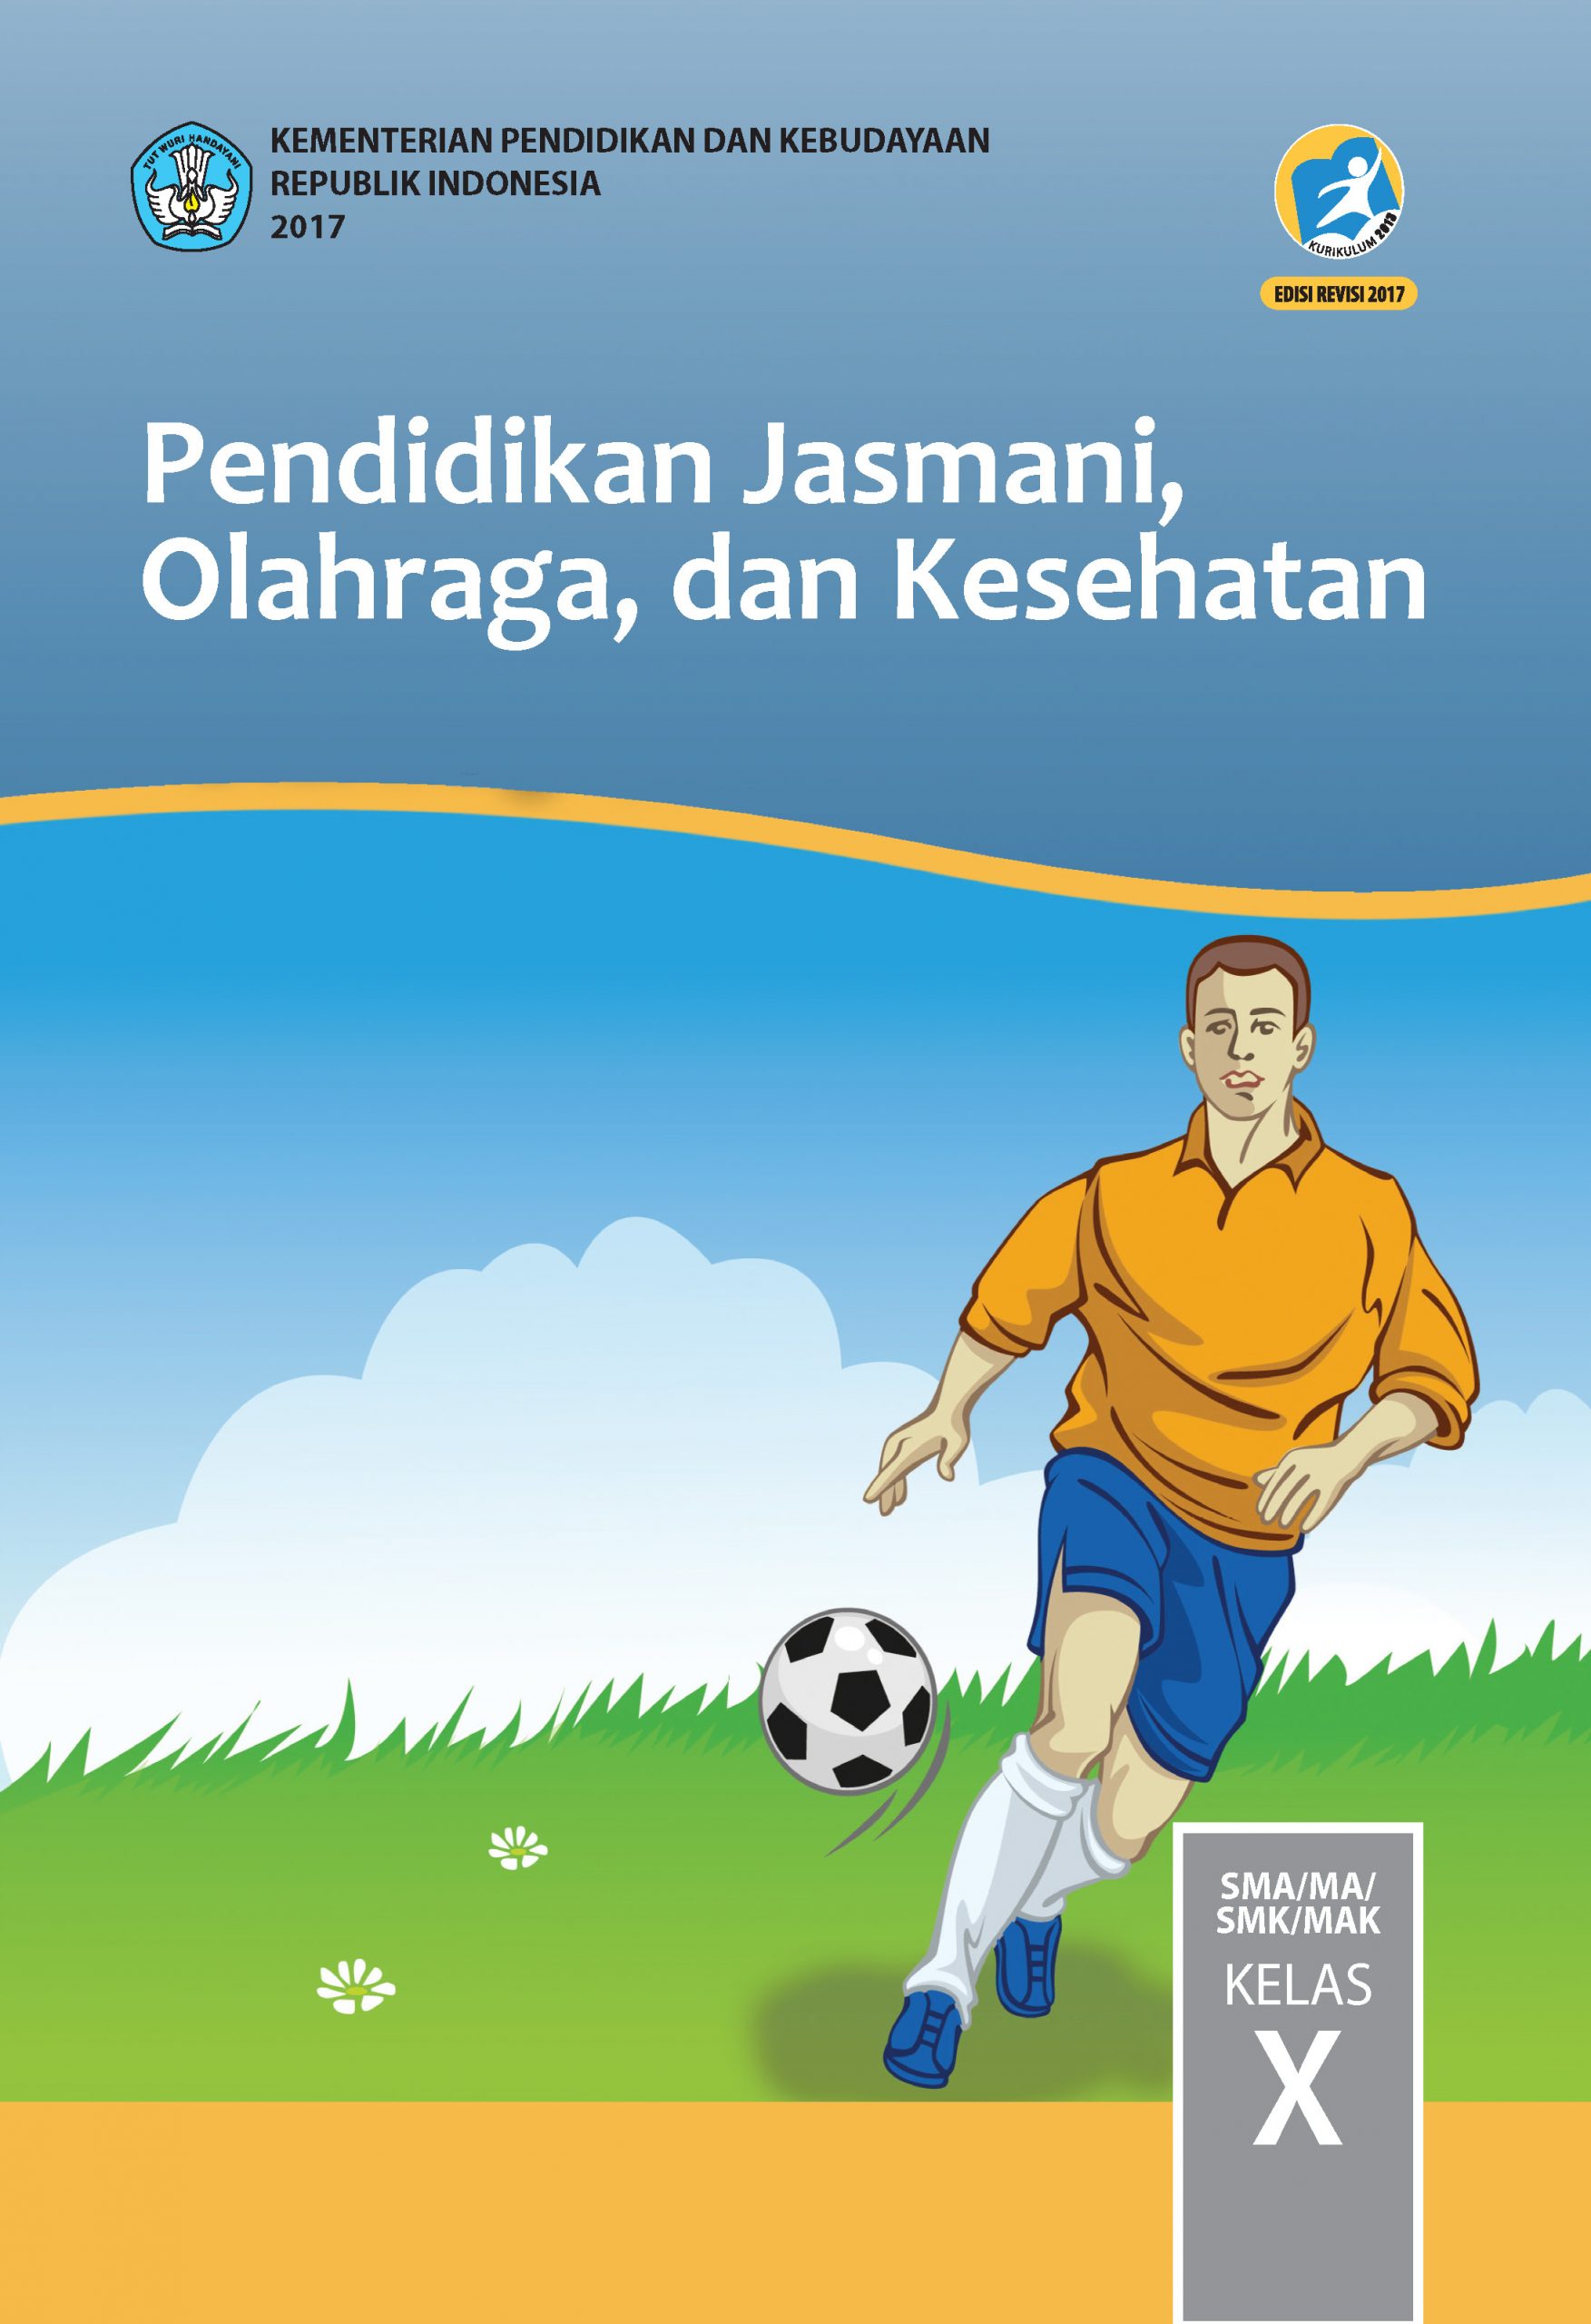 TUT WURI HANDAYANI
KEMENTERIAN PENDIDIKAN DAN KEBUDAYAAN
REPUBLIK INDONESIA
2017
KURIKULUM 2013
EDISI REVISI 2017
Pendidikan Jasmani,
Olahraga, dan Kesehatan
SMA/MA/
SMK/MAK
KELAS
X